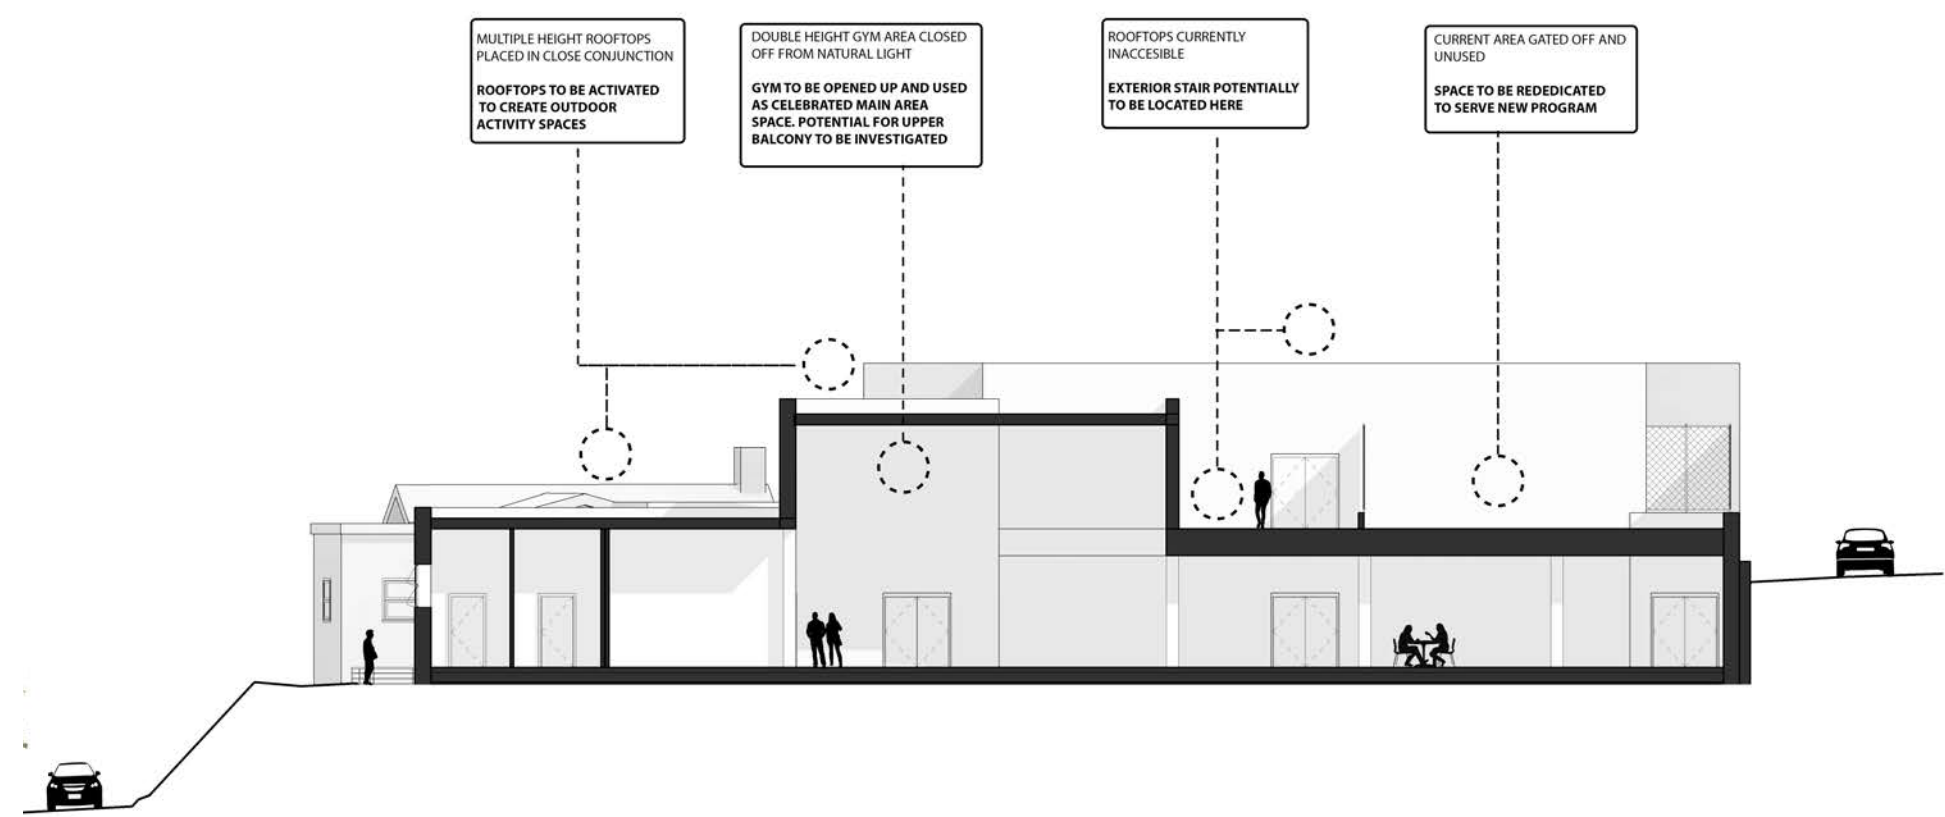 MULTIPLE HEIGHT ROOFTOPS
PLACED IN CLOSE CONJUNCTION
ROOFTOPS TO BE ACTIVATED
TO CREATE OUTDOOR
ACTIVITY SPACES
DOUBLE HEIGHT GYM AREA CLOSED
OFF FROM NATURAL LIGHT
GYM TO BE OPENED UP AND USED
AS CELEBRATED MAIN AREA
SPACE. POTENTIAL FOR UPPER
BALCONY TO BE INVESTIGATED
ROOFTOPS CURRENTLY
INACCESIBLE
EXTERIOR STAIR POTENTIALLY
TO BE LOCATED HERE
CURRENT AREA GATED OFF AND
UNUSED
SPACE TO BE REDEDICATED
TO SERVE NEW PROGRAM